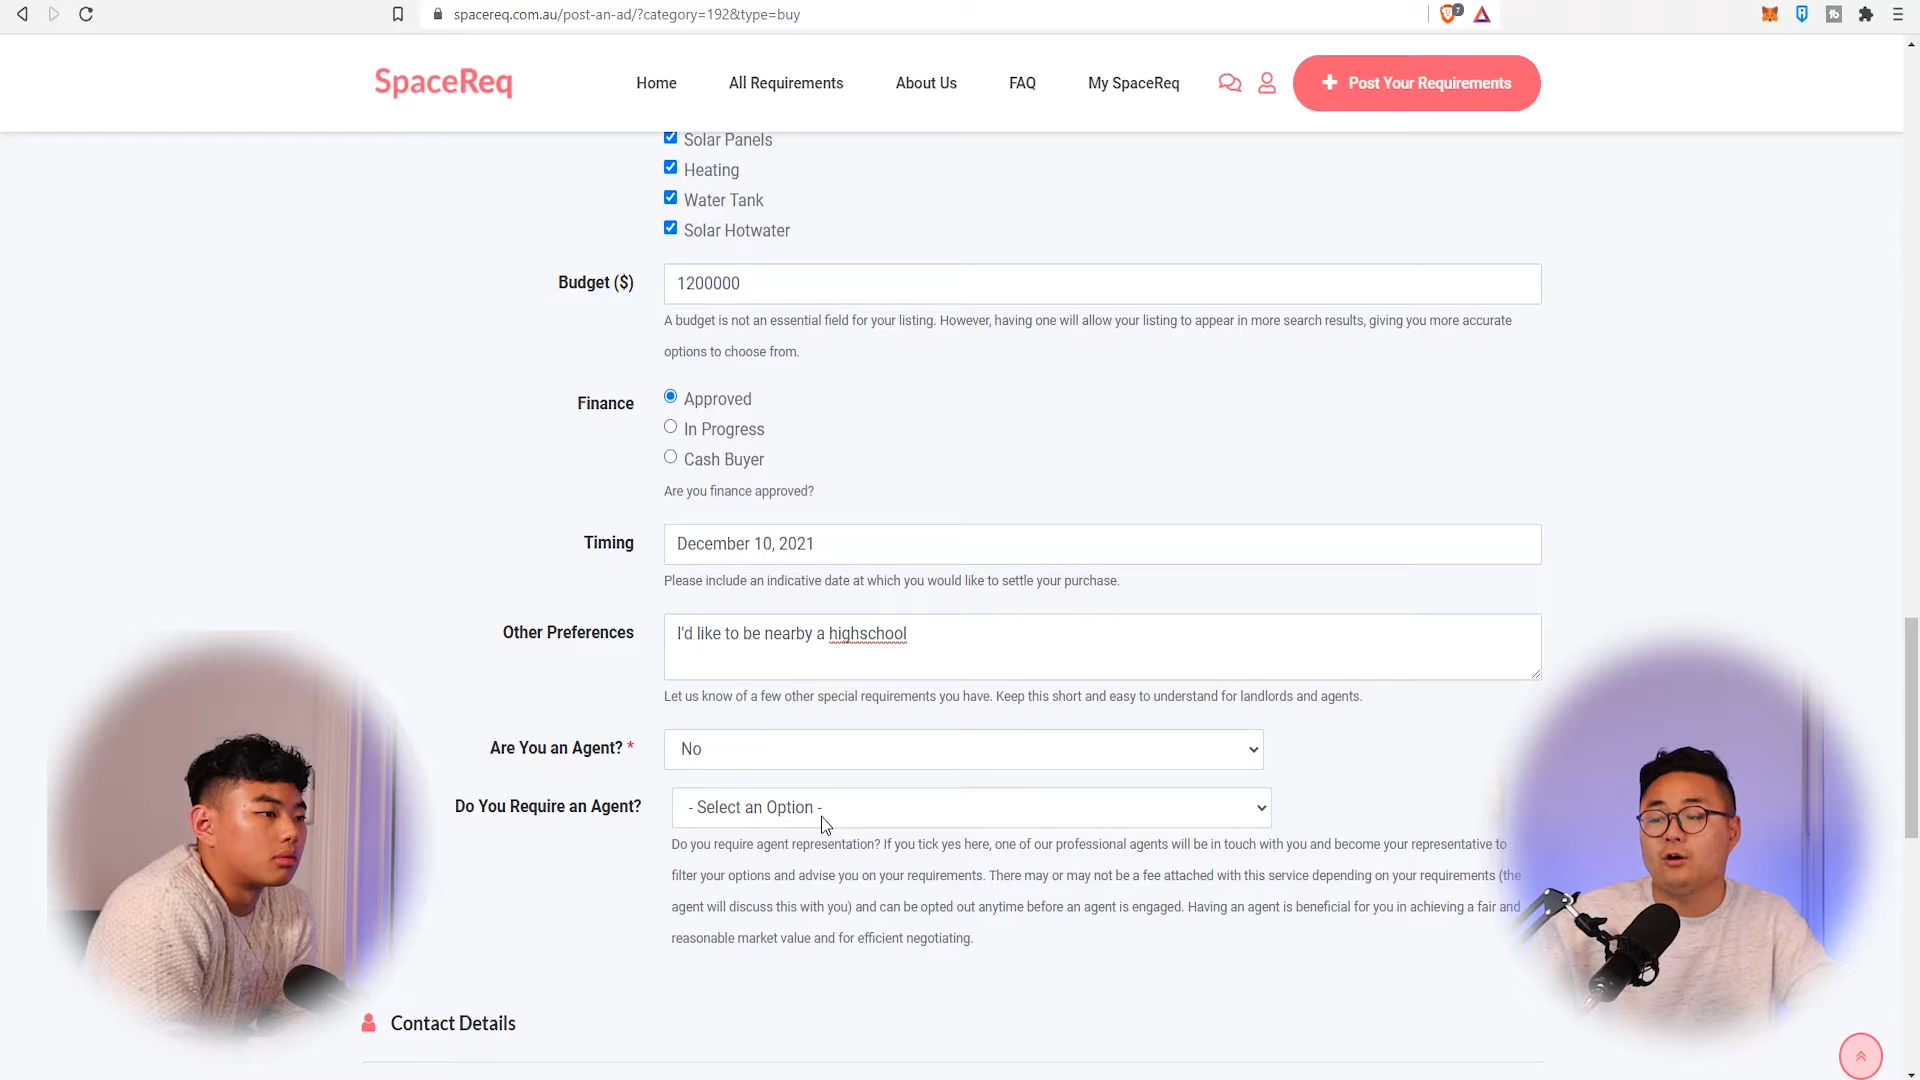 spacereq.com.au/post-an-ad/?category=192&type=buy
7
SpaceReq
Home
All Requirements
About Us
FAQ
My SpaceReq
Post Your Requirements
Solar Panels
Heating
Water Tank
Solar Hotwater
Budget ($)
1200000
A budget is not an essential field for your listing. However, having one will allow your listing to appear in more search results, giving you more accurate
options to choose from.
Finance
Approved
In Progress
Cash Buyer
Are you finance approved?
Timing
December 10, 2021
Please include an indicative date at which you would like to settle your purchase.
Other Preferences
I'd like to be nearby a highschool
Let us know of a few other special requirements you have. Keep this short and easy to understand for landlords and agents.
Are You an Agent? *
No
Do You Require an Agent?
- Select an Option -
Do you require agent representation? If you tick yes here, one of our professional agents will be in touch with you and become your representative to
filter your options and advise you on your requirements. There may or may not be a fee attached with this service depending on your requirements (the
agent will discuss this with you) and can be opted out anytime before an agent is engaged. Having an agent is beneficial for you in achieving a fair and
reasonable market value and for efficient negotiating.
Contact Details